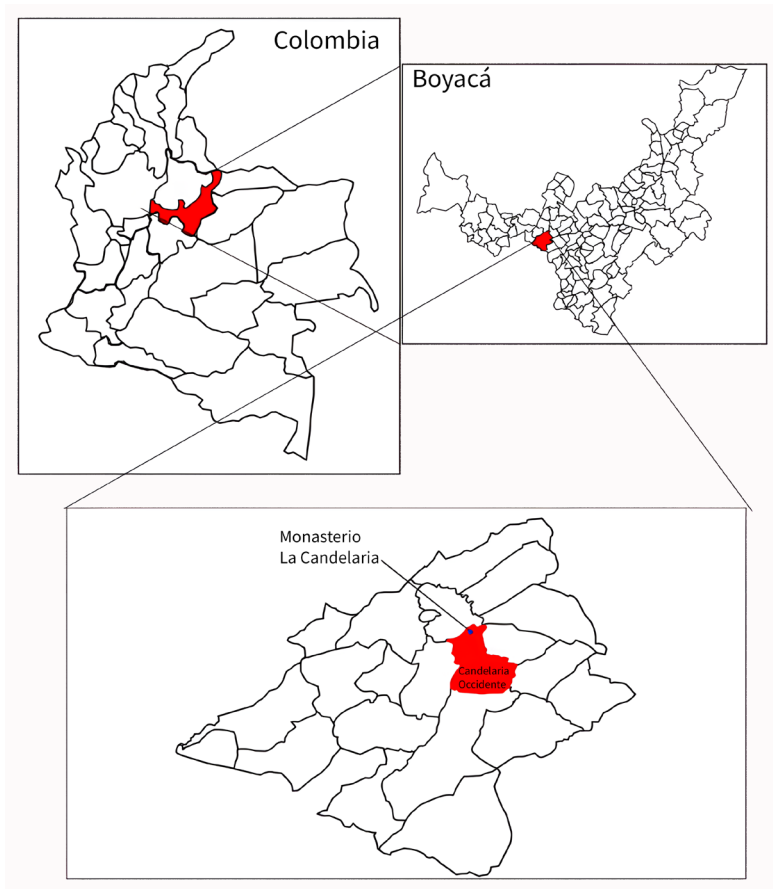 Colombia
Boyacá
Monasterio
La Candelaria
Candelaria
Occidente